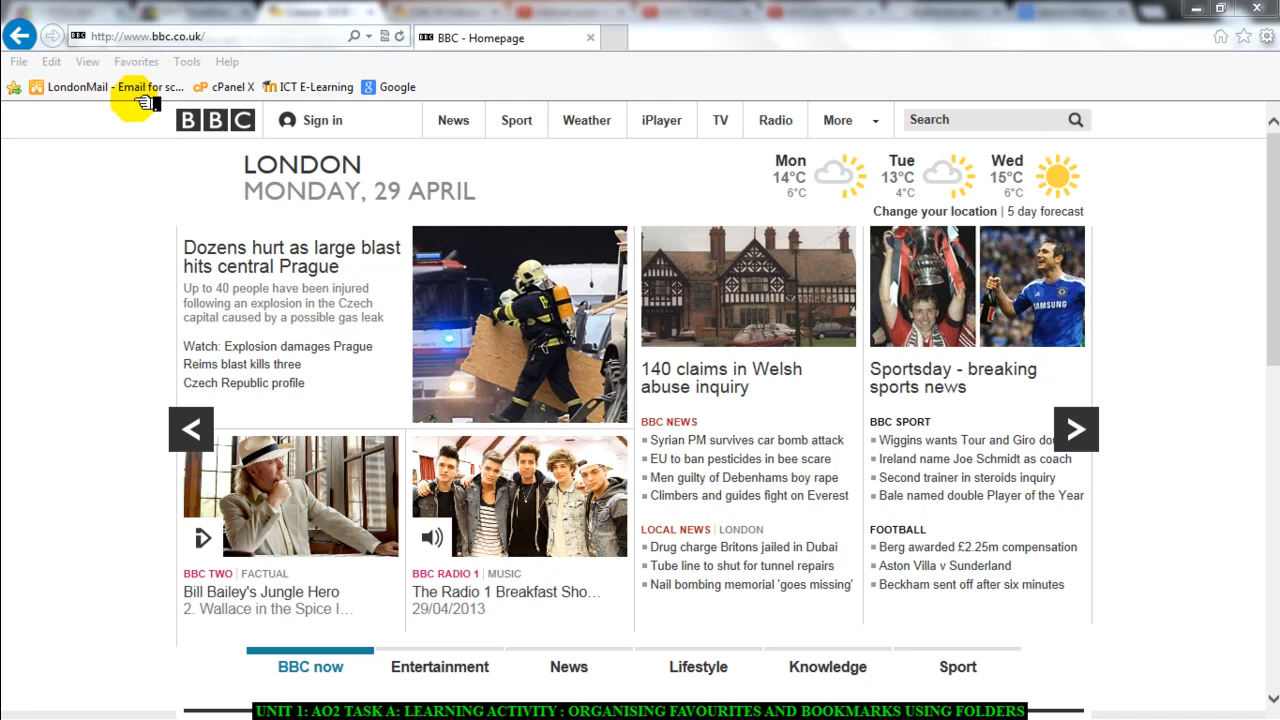 http://www.bbc.co.uk/
BBC - Homepage
File Edit View Favorites Tools Help
LondonMail - Email for sc... cPanel X ICT E-Learning Google
BBC Sign in News Sport Weather iPlayer TV Radio More Search
LONDON
MONDAY, 29 APRIL
Mon
14°C
6°C
Tue
13°C
4°C
Wed
15°C
6°C
Change your location | 5 day forecast
Dozens hurt as large blast
hits central Prague
Up to 40 people have been injured
following an explosion in the Czech
capital caused by a possible gas leak
Watch: Explosion damages Prague
Reims blast kills three
Czech Republic profile
140 claims in Welsh
abuse inquiry
BBC NEWS
Syrian PM survives car bomb attack
EU to ban pesticides in bee scare
Men guilty of Debenhams boy rape
Climbers and guides fight on Everest
LOCAL NEWS | LONDON
Drug charge Britons jailed in Dubai
Tube line to shut for tunnel repairs
Nail bombing memorial 'goes missing'
SAMSUNG
Sportsday - breaking
sports news
BBC SPORT
Wiggins wants Tour and Giro
Ireland name Joe Schmidt as coach
Second trainer in steroids inquiry
Bale named double Player of the Year
FOOTBALL
Berg awarded £2.25m compensation
Aston Villa v Sunderland
Beckham sent off after six minutes
BBC TWO | FACTUAL
Bill Bailey's Jungle Hero
2. Wallace in the Spice I...
BBC RADIO 1 | MUSIC
The Radio 1 Breakfast Sho...
29/04/2013
BBC now Entertainment News Lifestyle Knowledge Sport
UNIT 1: AO2 TASK A: LEARNING ACTIVITY : ORGANISING FAVOURITES AND BOOKMARKS USING FOLDERS